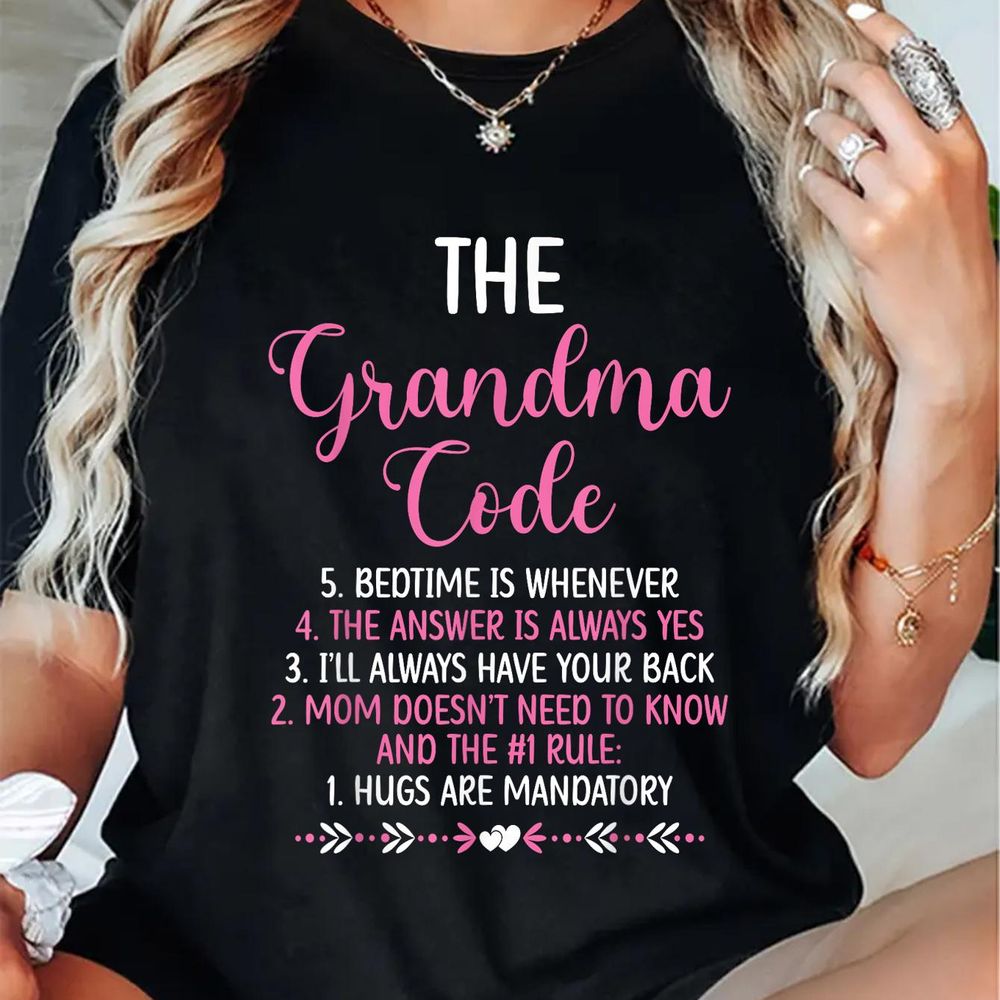 THE
Grandma
Code
5. BEDTIME IS WHENEVER
4. THE ANSWER IS ALWAYS YES
3. I'LL ALWAYS HAVE YOUR BACK
2. MOM DOESN'T NEED TO KNOW
AND THE #1 RULE:
1. HUGS ARE MANDATORY